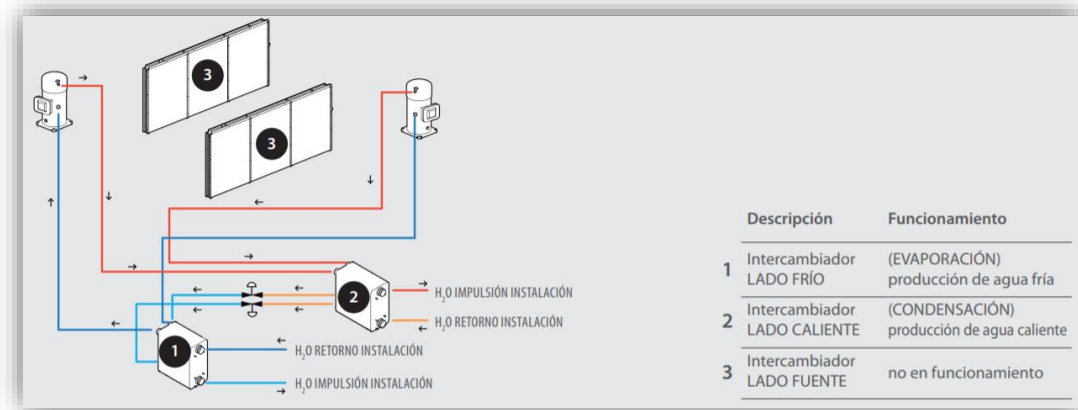 3
3
2
1
H₂O IMPULSIÓN INSTALACIÓN
H₂O RETORNO INSTALACIÓN
H₂O RETORNO INSTALACIÓN
H₂O IMPULSIÓN INSTALACIÓN
Descripción Funcionamiento
1 Intercambiador LADO FRÍO (EVAPORACIÓN) producción de agua fría
2 Intercambiador LADO CALIENTE (CONDENSACIÓN) producción de agua caliente
3 Intercambiador LADO FUENTE no en funcionamiento